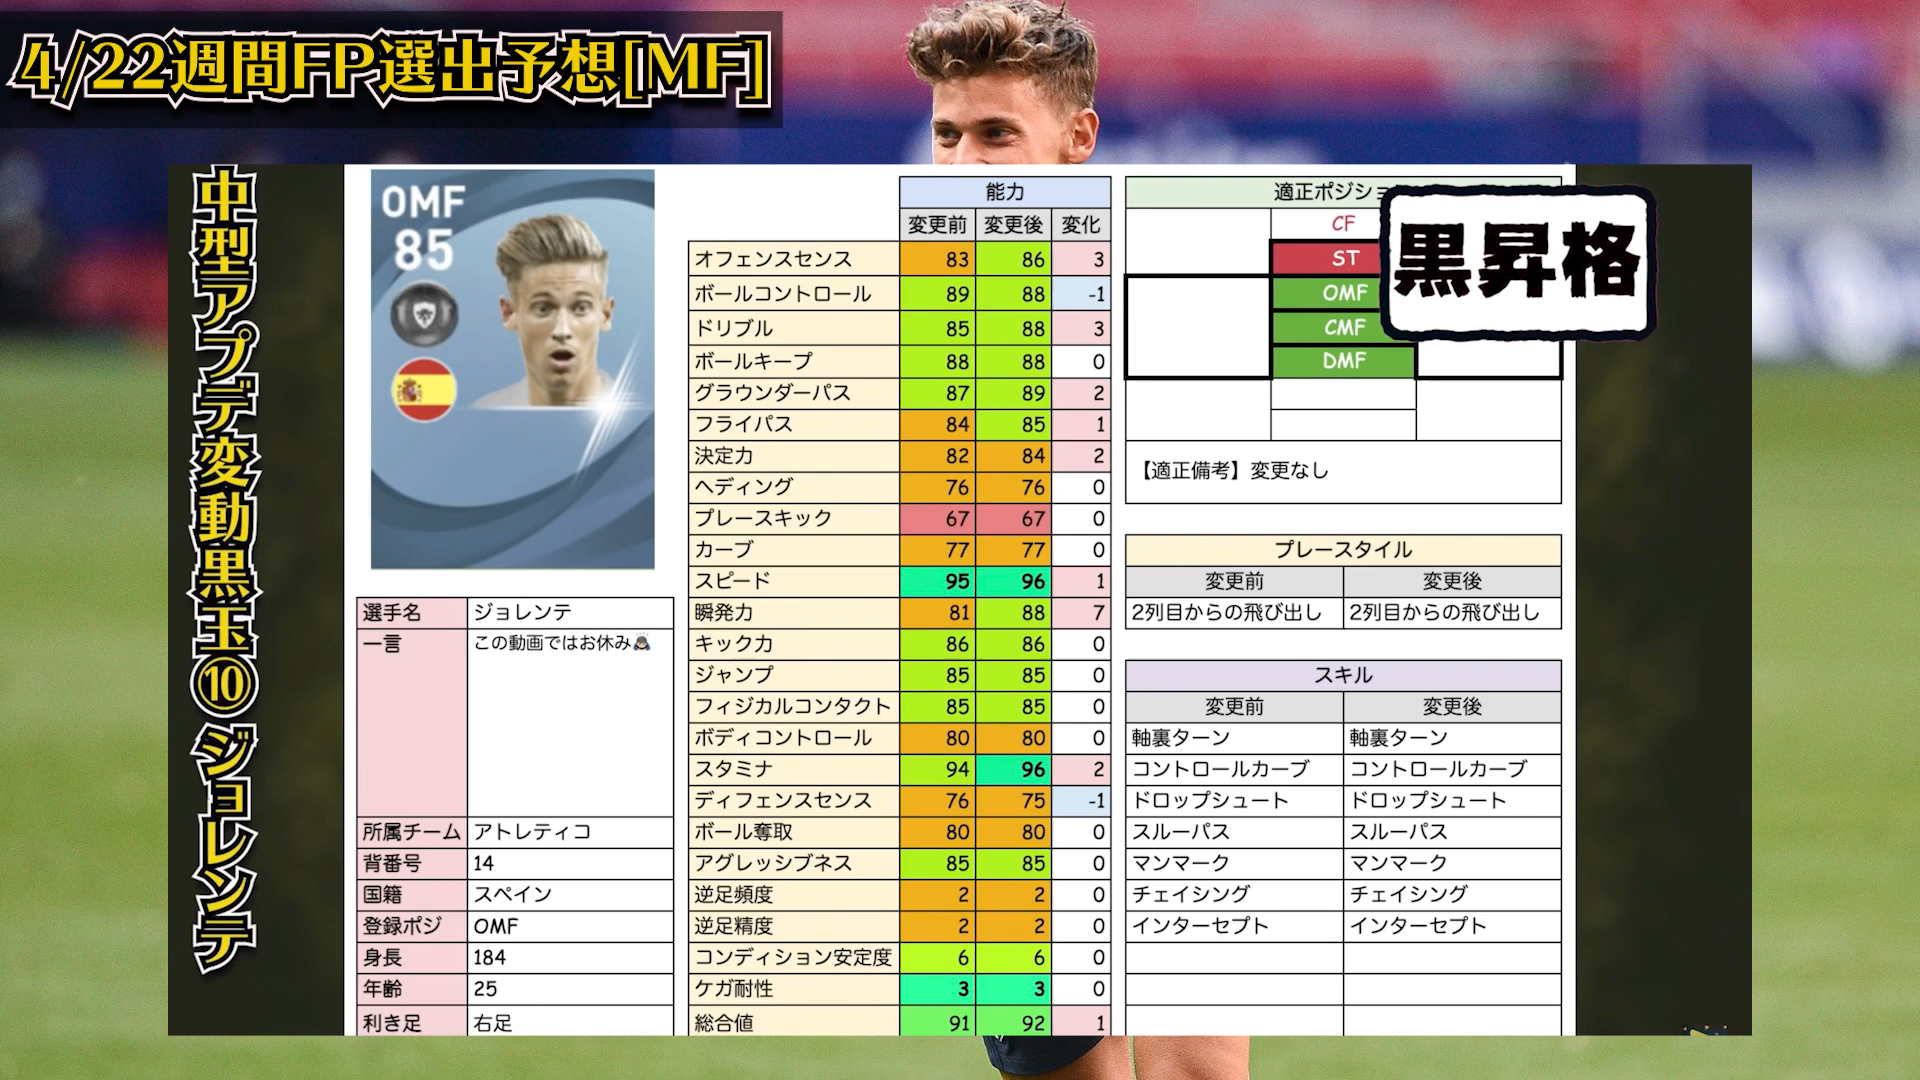 4/22週間FP選出予想[MF]
中型アプデ変動黒玉⑩ ジョレンテ
OMF
85
選手名 ジョレンテ
一言 この動画ではお休み🙇
所属チーム アトレティコ
背番号 14
国籍 スペイン
登録ポジ OMF
身長 184
年齢 25
利き足 右足
能力
変更前 変更後 変化
オフェンスセンス 83 86 3
ボールコントロール 89 88 -1
ドリブル 85 88 3
ボールキープ 88 88 0
グラウンダーパス 87 89 2
フライパス 84 85 1
決定力 82 84 2
ヘディング 76 76 0
プレースキック 67 67 0
カーブ 77 77 0
スピード 95 96 1
瞬発力 81 88 7
キック力 86 86 0
ジャンプ 85 85 0
フィジカルコンタクト 85 85 0
ボディコントロール 80 80 0
スタミナ 94 96 2
ディフェンスセンス 76 75 -1
ボール奪取 80 80 0
アグレッシブネス 85 85 0
逆足頻度 2 2 0
逆足精度 2 2 0
コンディション安定度 6 6 0
ケガ耐性 3 3 0
総合値 91 92 1
適正ポジショ
黒昇格
CF
ST
OMF
CMF
DMF
【適正備考】変更なし
プレースタイル
変更前 変更後
2列目からの飛び出し 2列目からの飛び出し
スキル
変更前 変更後
軸裏ターン 軸裏ターン
コントロールカーブ コントロールカーブ
ドロップシュート ドロップシュート
スルーパス スルーパス
マンマーク マンマーク
チェイシング チェイシング
インターセプト インターセプト